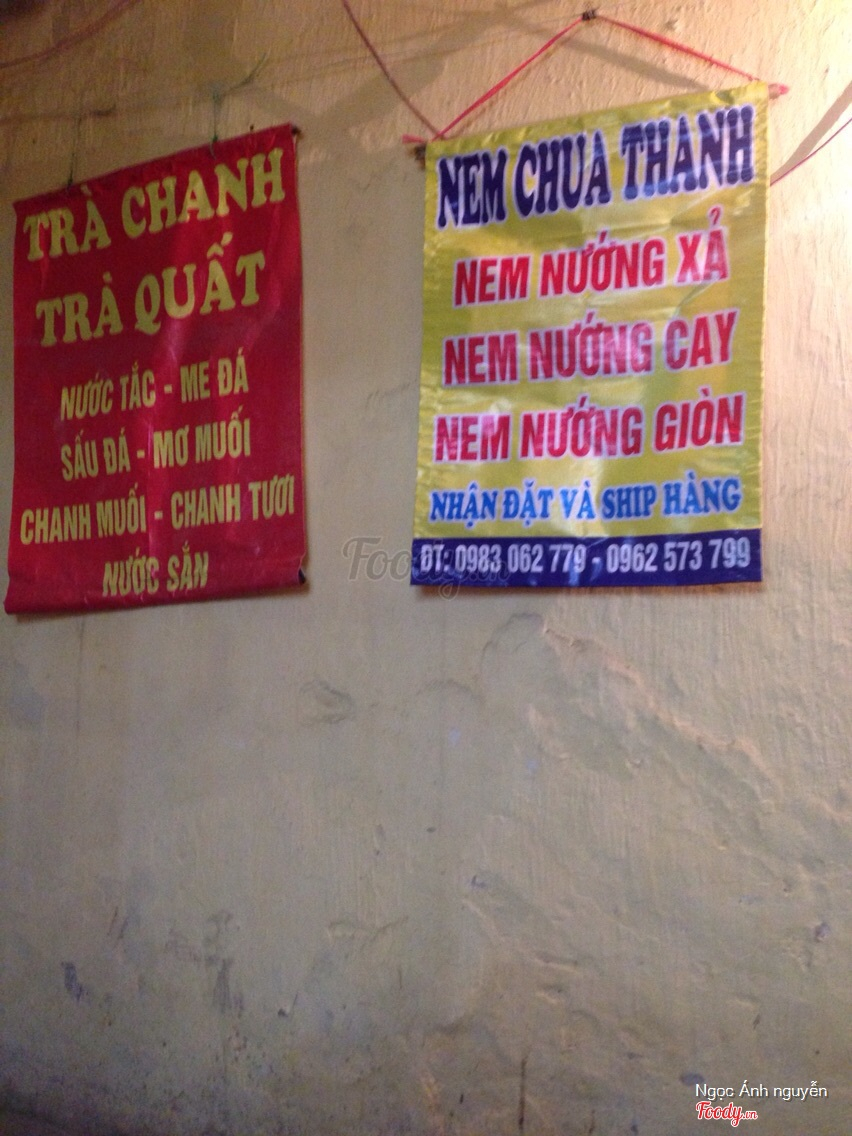 TRÀ CHANH
TRÀ QUẤT
NƯỚC TẮC - ME ĐÁ
SẤU ĐÁ - MƠ MUỐI
CHANH MUỐI - CHANH TƯƠI
NƯỚC SẮN
NEM CHUA THANH
NEM NƯỚNG XẢ
NEM NƯỚNG CAY
NEM NƯỚNG GIÒN
NHẬN ĐẶT VÀ SHIP HÀNG
ĐT: 0983 062 779 - 0962 573 799
Foody.vn
Ngọc Ánh nguyễn
Foody.vn